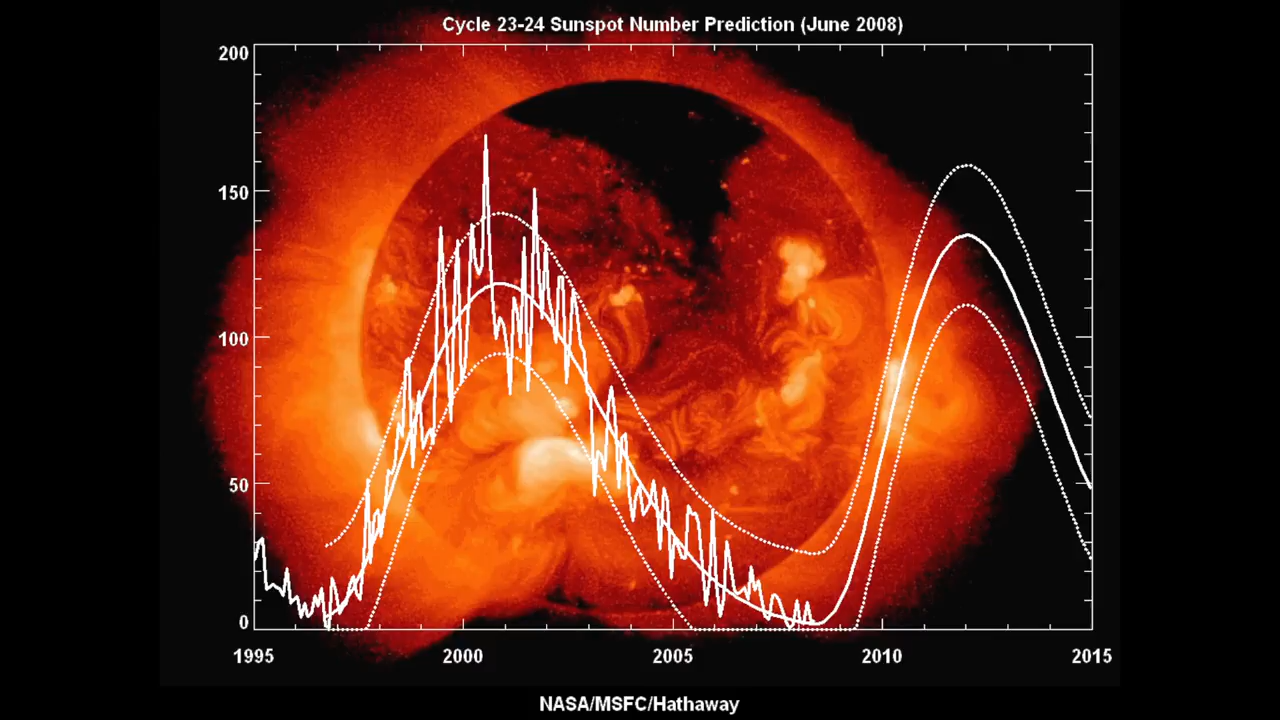 Cycle 23-24 Sunspot Number Prediction (June 2008)
200
150
100
50
0
1995 2000 2005 2010 2015
NASA/MSFC/Hathaway